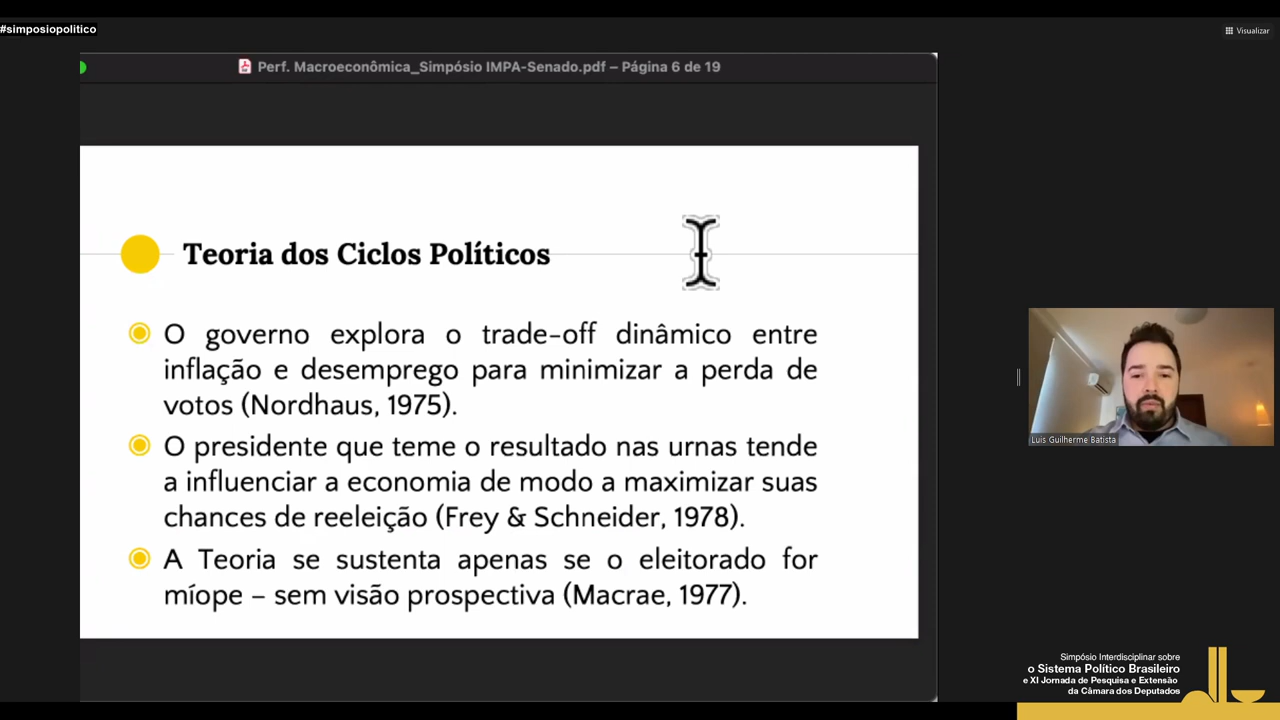 #simposiopolitico
Visualizar
Perf. Macroeconômica_Simpósio IMPA-Senado.pdf – Página 6 de 19
Teoria dos Ciclos Políticos
O governo explora o trade-off dinâmico entre
inflação e desemprego para minimizar a perda de
votos (Nordhaus, 1975).
O presidente que teme o resultado nas urnas tende
a influenciar a economia de modo a maximizar suas
chances de reeleição (Frey & Schneider, 1978).
A Teoria se sustenta apenas se o eleitorado for
míope – sem visão prospectiva (Macrae, 1977).
Luis Guilherme Batista
Simpósio Interdisciplinar sobre
o Sistema Político Brasileiro
e XI Jornada de Pesquisa e Extensão
da Câmara dos Deputados